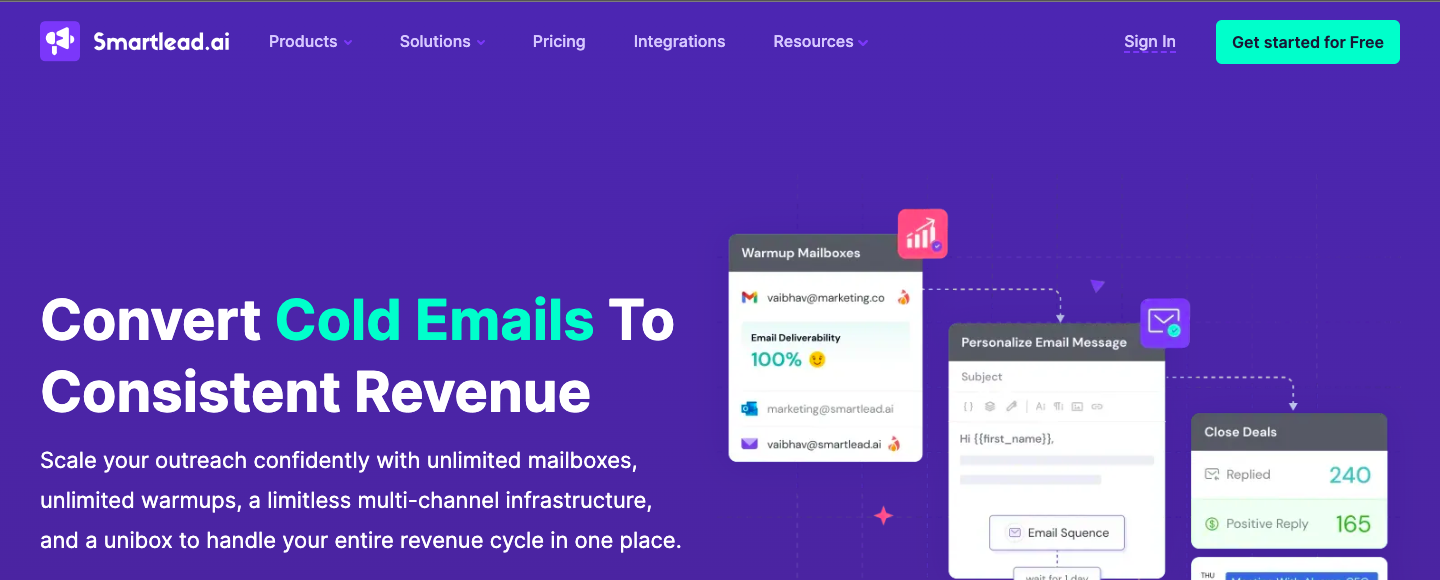 Smartlead.ai
Products
Solutions
Pricing
Integrations
Resources
Sign In
Get started for Free
Convert Cold Emails To
Consistent Revenue
Scale your outreach confidently with unlimited mailboxes,
unlimited warmups, a limitless multi-channel infrastructure,
and a unibox to handle your entire revenue cycle in one place.
Warmup Mailboxes
vaibhav@marketing.co
Email Deliverability
100%
marketing@smartlead.ai
vaibhav@smartlead.ai
Personalize Email Message
Subject
Hi {{first_name}},
Email Squence
wait for 1 day
Close Deals
Replied 240
Positive Reply 165
THU